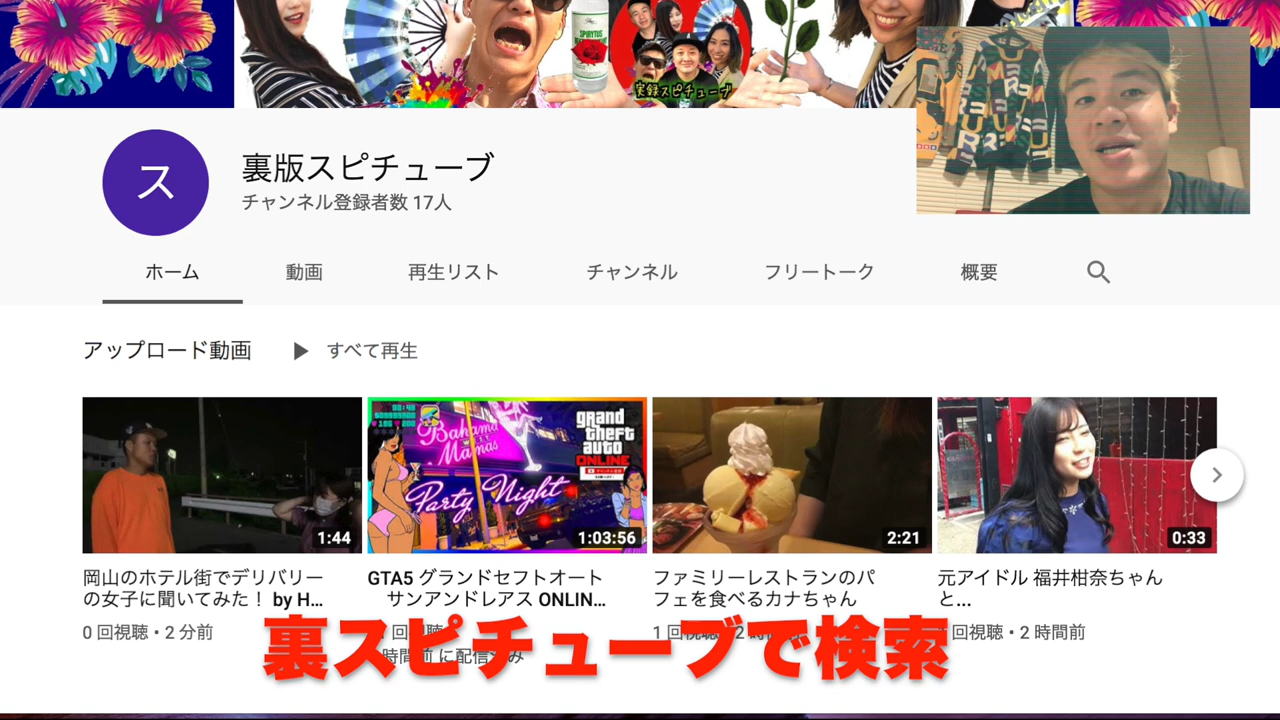 SPIRYTUS
実録スピチューブ
ス
裏版スピチューブ
チャンネル登録者数 17人
ホーム
動画
再生リスト
チャンネル
フリートーク
概要
アップロード動画
すべて再生
1:44
Bahama
Mamas
Party Night
grand
theft
auto
ONLINE
1:03:56
2:21
0:33
岡山のホテル街でデリバリー
の女子に聞いてみた！ by H...
0 回視聴・2 分前
GTA5 グランドセフトオート
サンアンドレアス ONLIN...
ファミリーレストランのパ
フェを食べるカナちゃん
元アイドル 福井柑奈ちゃん
と...
回視聴・2 時間前
裏スピチューブで検索